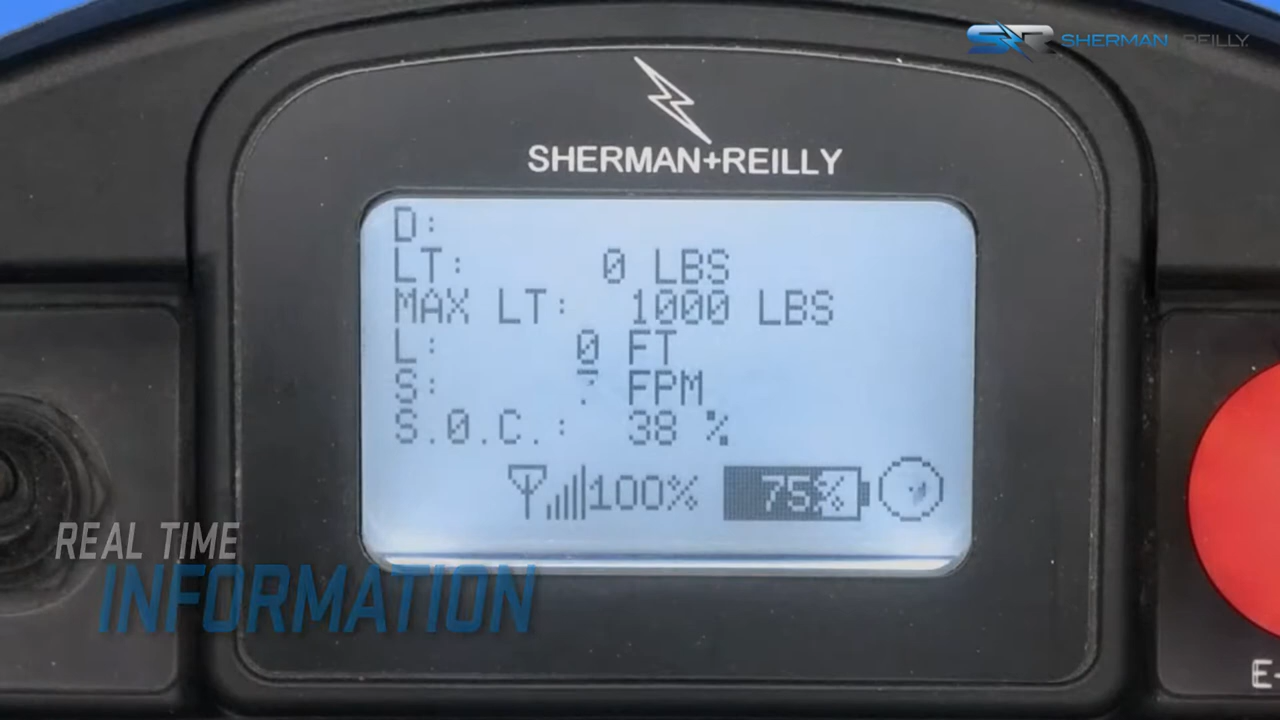 SHERMAN+REILLY
SHERMAN+REILLY
D:
LT: 0 LBS
MAX LT: 1000 LBS
L: 0 FT
S: FPM
S.O.C.: 38 %
100% 75%
REAL TIME
INFORMATION
E-